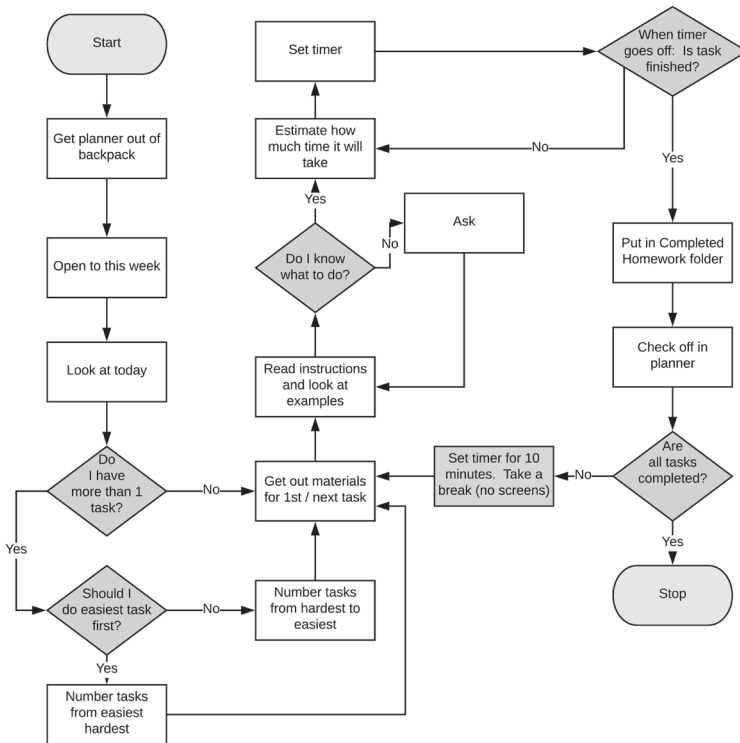 Start
Get planner out of
backpack
Open to this week
Look at today
Do
I have
more than 1
task?
No
Yes
Should I
do easiest task
first?
No
Yes
Number tasks
from easiest
hardest
Number tasks
from hardest to
easiest
Get out materials
for 1st / next task
Read instructions
and look at
examples
Do I know
what to do?
No
Ask
Yes
Estimate how
much time it will
take
Set timer
When timer
goes off: Is task
finished?
No
Yes
Put in Completed
Homework folder
Check off in
planner
Are
all tasks
completed?
No
Set timer for 10
minutes. Take a
break (no screens)
Yes
Stop